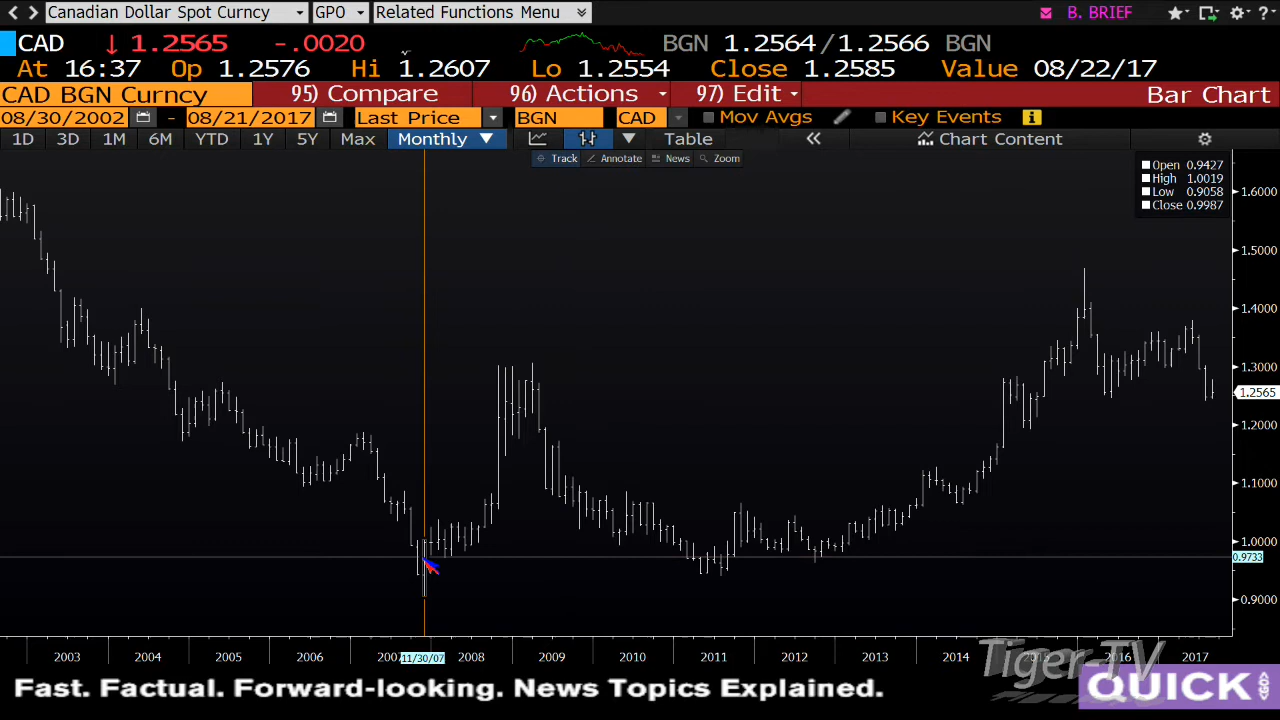 Canadian Dollar Spot Curncy GPO Related Functions Menu B. BRIEF
CAD 1.2565 -.0020 BGN 1.2564/1.2566 BGN
At 16:37 Op 1.2576 Hi 1.2607 Lo 1.2554 Close 1.2585 Value 08/22/17
CAD BGN Curncy 95) Compare 96) Actions 97) Edit Bar Chart
08/30/2002 - 08/21/2017 Last Price BGN CAD Mov Avgs Key Events
1D 3D 1M 6M YTD 1Y 5Y Max Monthly Table Chart Content
Track Annotate News Zoom
Open 0.9427
High 1.0019
Low 0.9058
Close 0.9987
1.6000
1.5000
1.4000
1.3000
1.2565
1.2000
1.1000
1.0000
0.9733
0.9000
2003 2004 2005 2006 2007 11/30/07 2008 2009 2010 2011 2012 2013 2014 2015 2016 2017
Tiger-TV
Fast. Factual. Forward-looking. News Topics Explained. QUICK